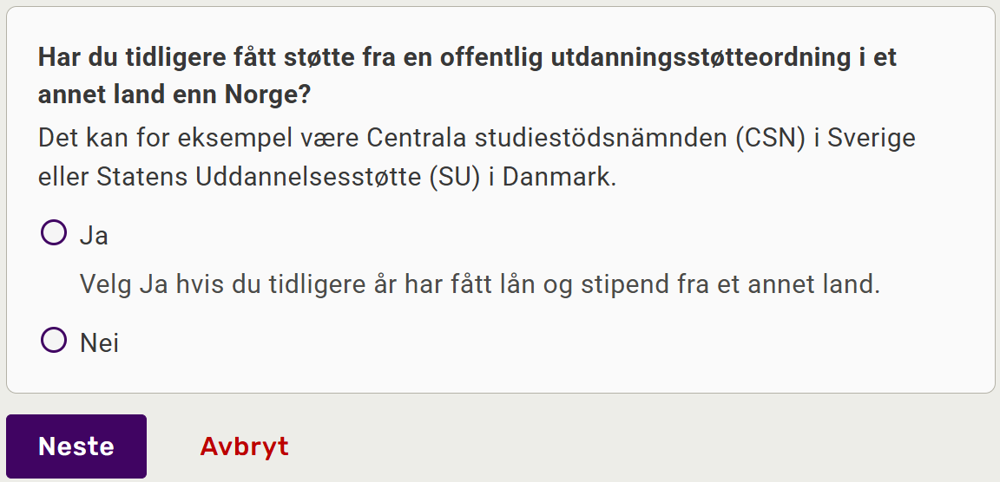 Har du tidligere fått støtte fra en offentlig utdanningsstøtteordning i et
annet land enn Norge?
Det kan for eksempel være Centrala studiestödsnämnden (CSN) i Sverige
eller Statens Uddannelsesstøtte (SU) i Danmark.
Ja
Velg Ja hvis du tidligere år har fått lån og stipend fra et annet land.
Nei
Neste
Avbryt